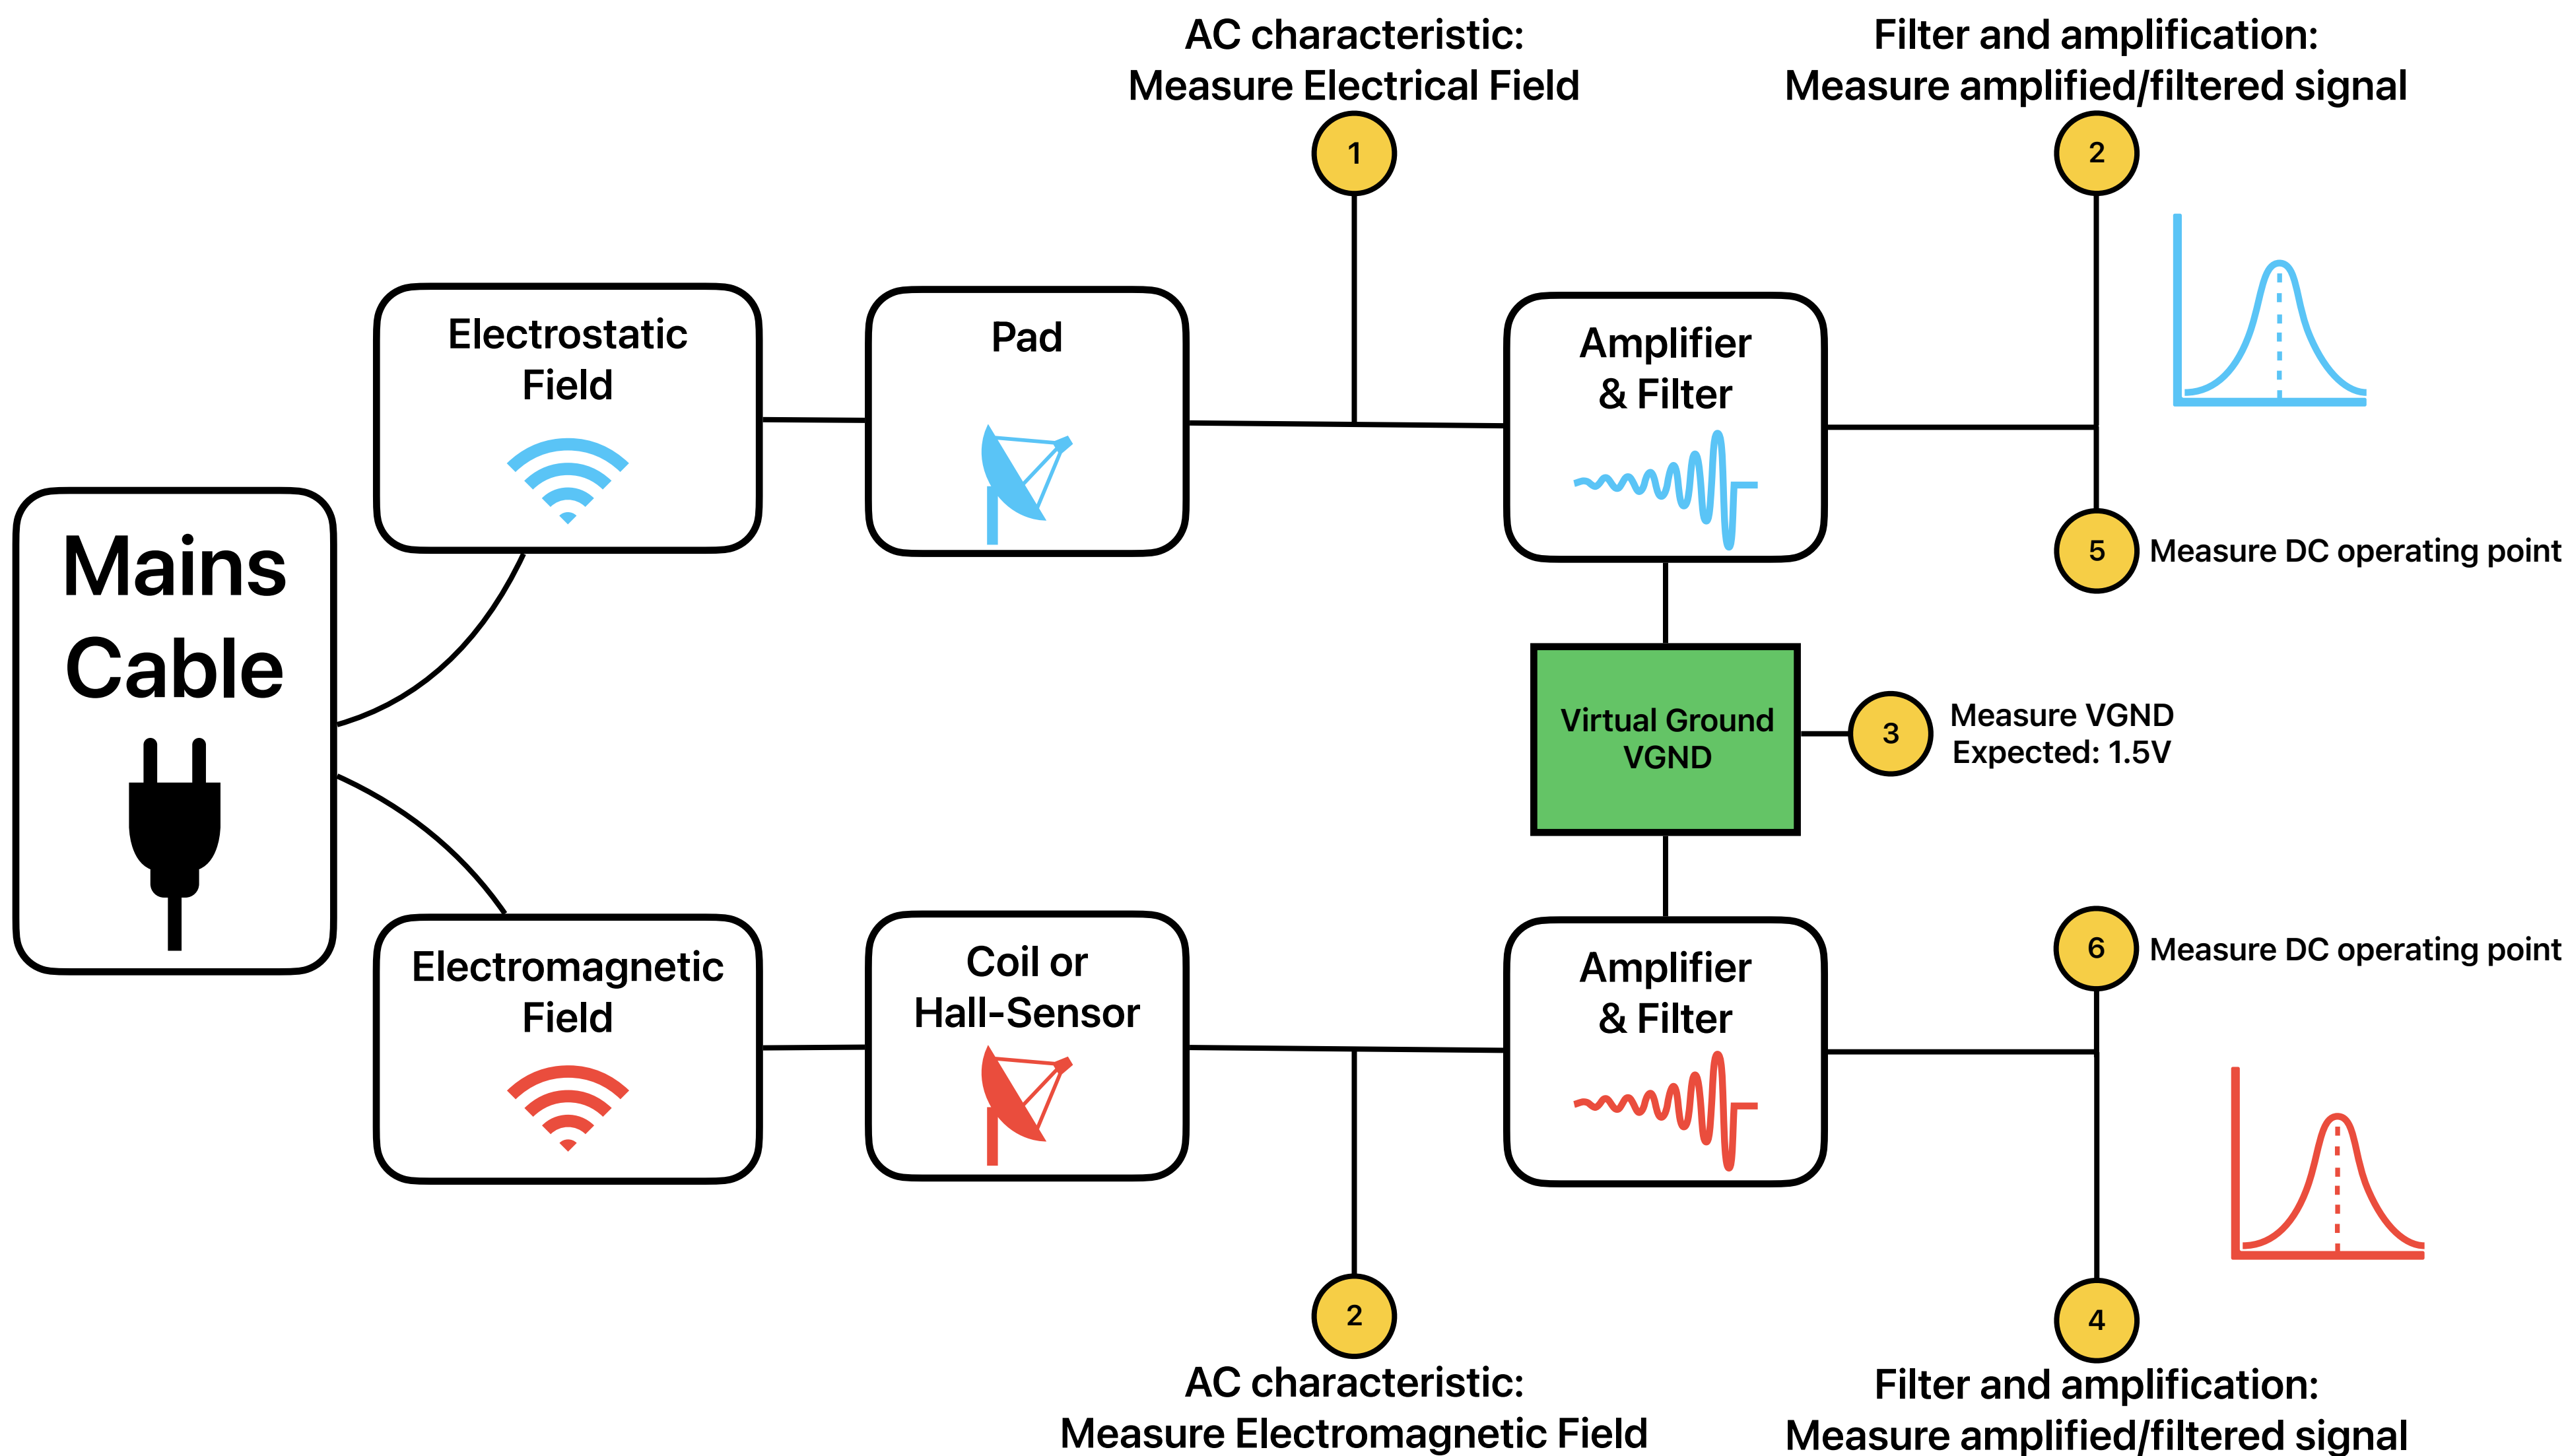 AC characteristic:
Measure Electrical Field
1
Filter and amplification:
Measure amplified/filtered signal
2
Electrostatic
Field
Pad
Amplifier
& Filter
5
Measure DC operating point
Mains
Cable
Virtual Ground
VGND
3
Measure VGND
Expected: 1.5V
Electromagnetic
Field
Coil or
Hall-Sensor
Amplifier
& Filter
6
Measure DC operating point
2
AC characteristic:
Measure Electromagnetic Field
4
Filter and amplification:
Measure amplified/filtered signal